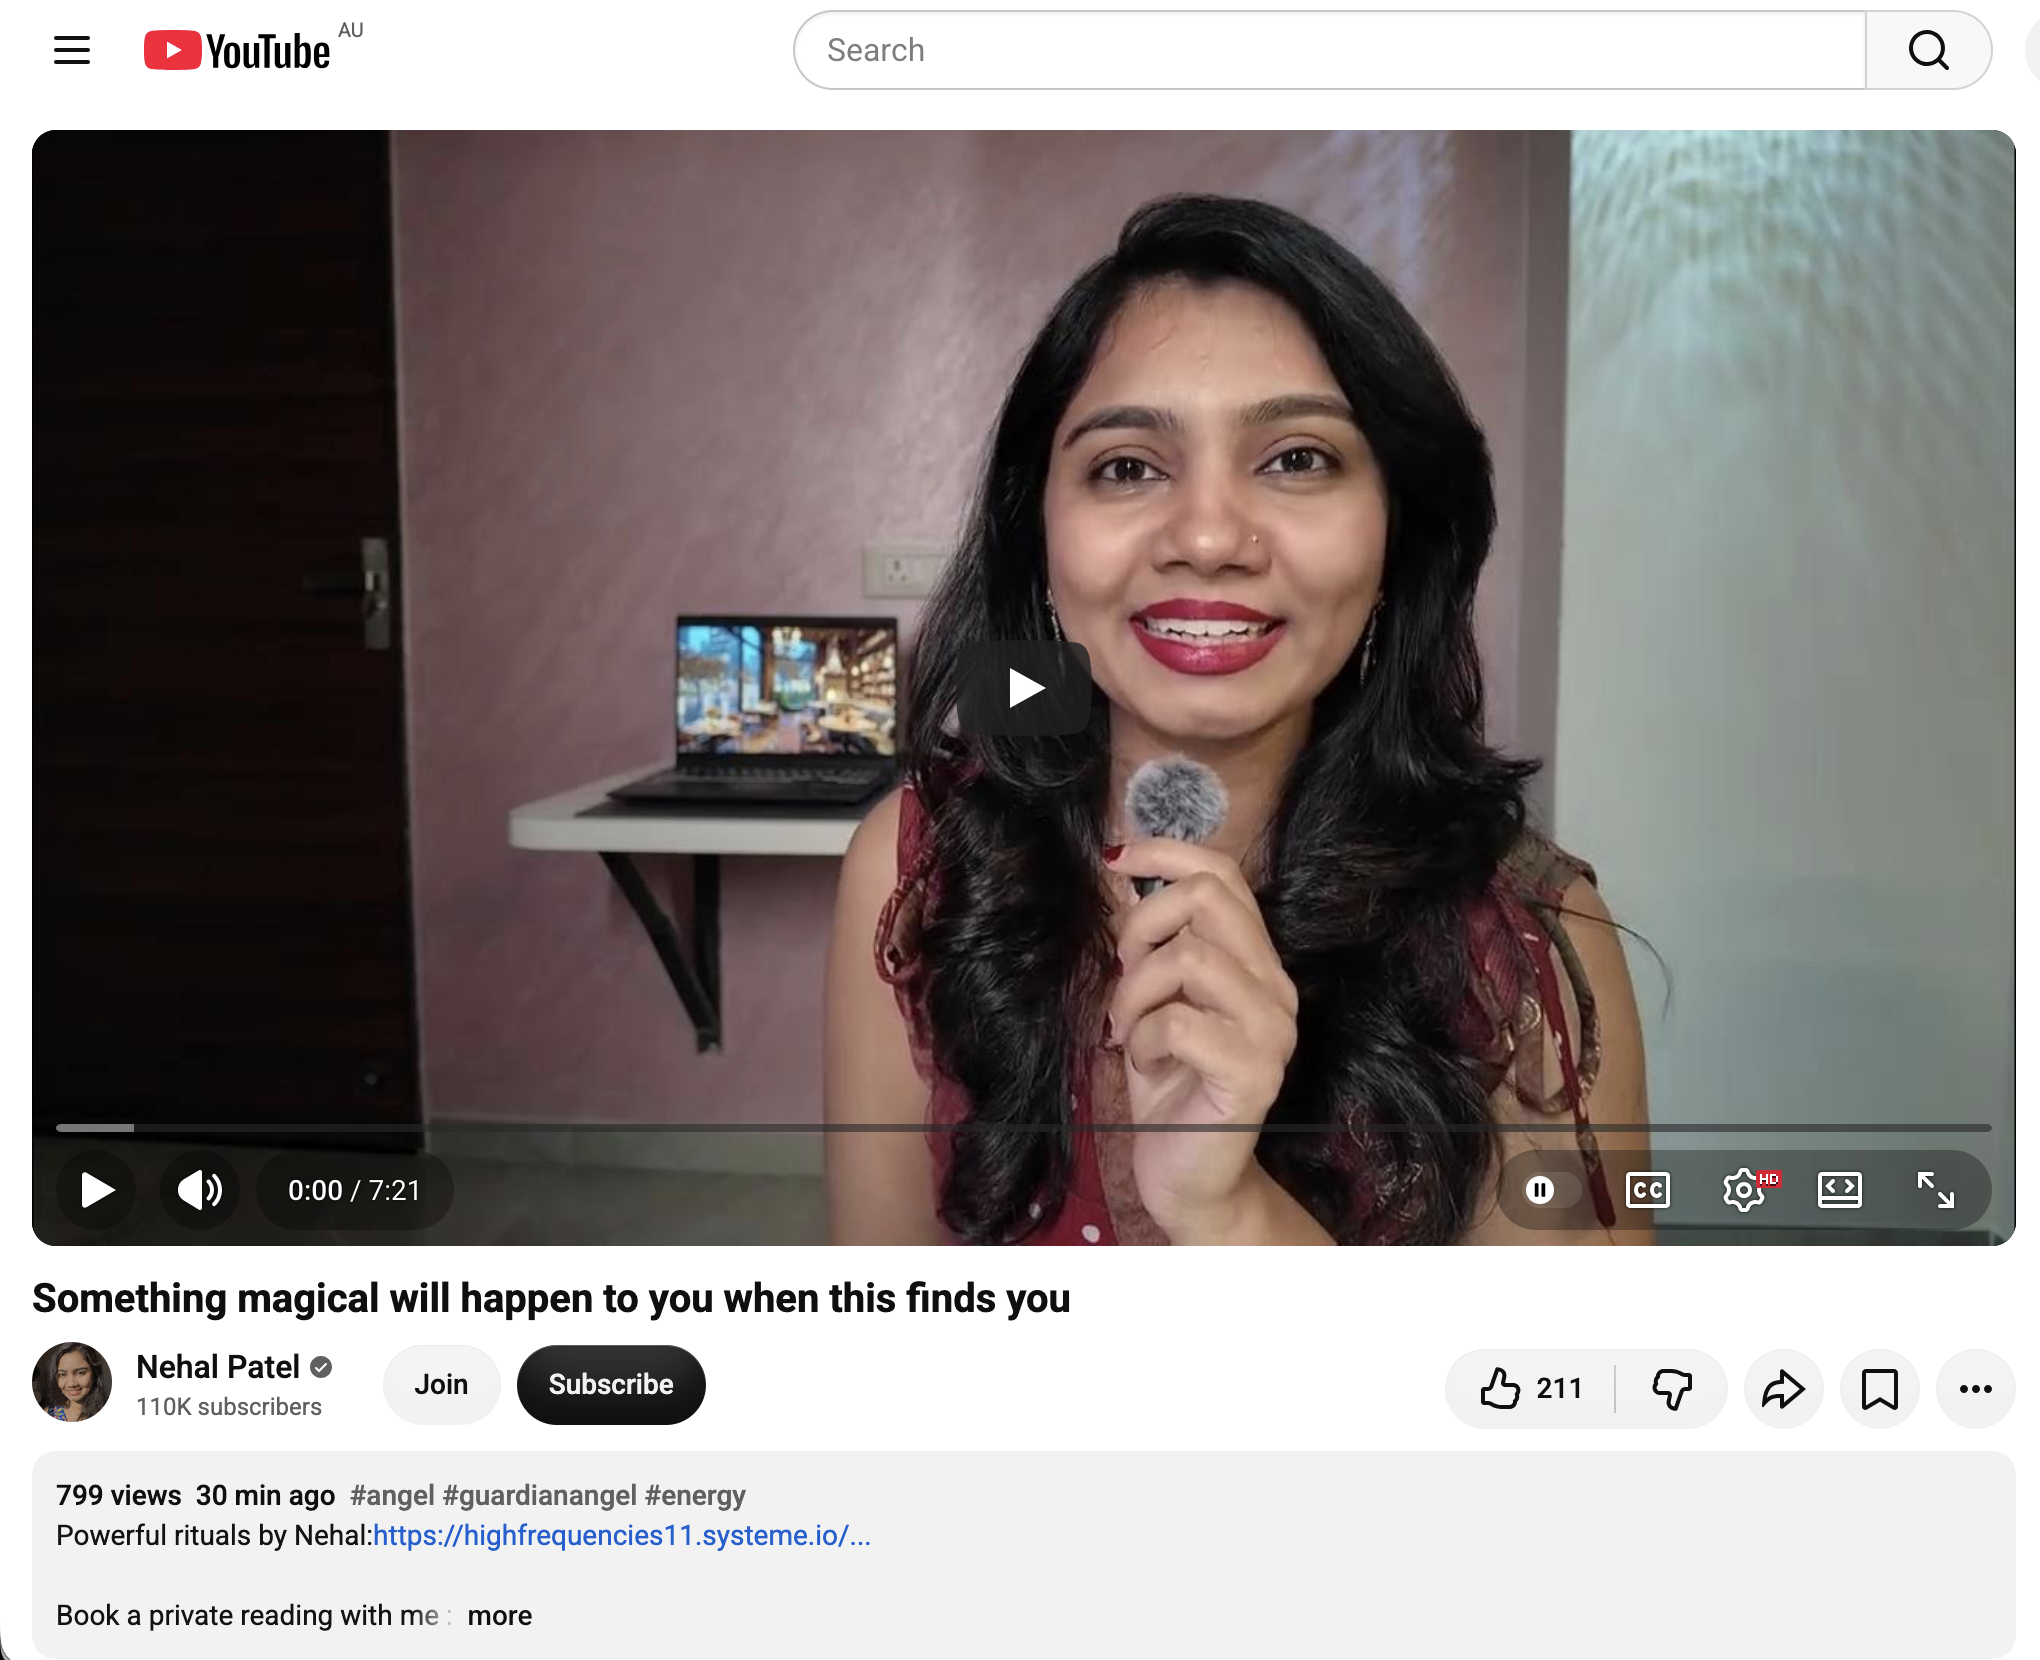 YouTube AU
Search
0:00 / 7:21
CC
HD
Something magical will happen to you when this finds you
Nehal Patel
110K subscribers
Join
Subscribe
211
799 views 30 min ago #angel #guardianangel #energy
Powerful rituals by Nehal:https://highfrequencies11.systeme.io/...
Book a private reading with me : more